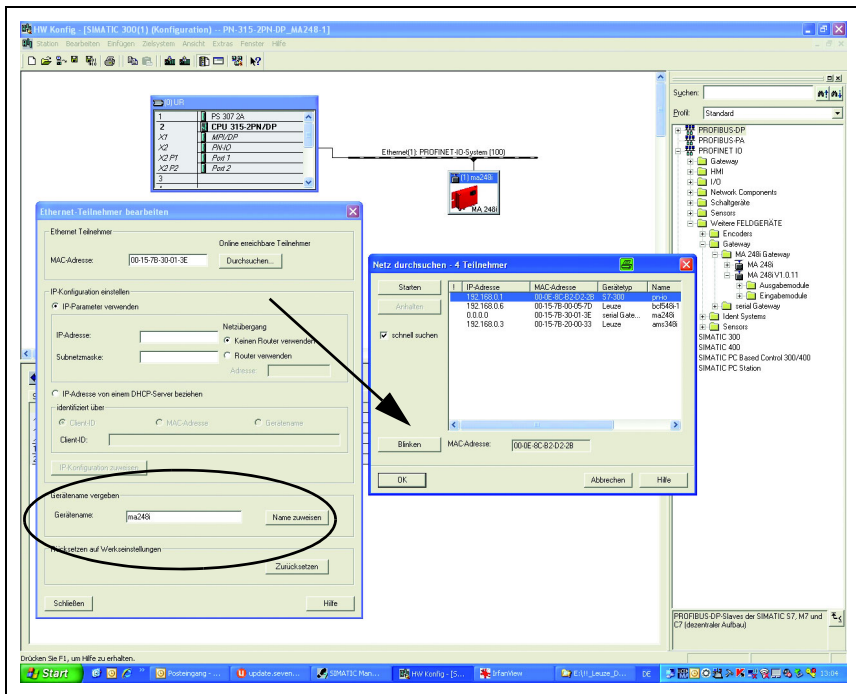 HW Konfig - [SIMATIC 300(1) (Konfiguration) -- PN-315-2PN-DP_MA248-1]
Station Bearbeiten Einfügen Zielsystem Ansicht Extras Fenster Hilfe
(0) UR
1 PS 307 2A
2 CPU 315-2PN/DP
X1 MPI/DP
X2 PN-IO
X2 P1 Port 1
X2 P2 Port 2
3
Ethernet(1): PROFINET-IO-System (100)
(1) ma248i
MA 248i
Suchen:
Profil: Standard
PROFIBUS-DP
PROFIBUS-PA
PROFINET IO
Gateway
HMI
I/O
Network Components
Schaltgeräte
Sensors
Weitere FELDGERÄTE
Encoders
Gateway
MA 248i Gateway
MA 248i
MA 248i V1.0.11
Ausgabemodule
Eingabemodule
serial Gateway
Ident Systems
Sensors
SIMATIC 300
SIMATIC 400
SIMATIC PC Based Control 300/400
SIMATIC PC Station
PROFIBUS-DP-Slaves der SIMATIC S7, M7 und
C7 (dezentraler Aufbau)
Ethernet-Teilnehmer bearbeiten
Ethernet Teilnehmer
Online erreichbare Teilnehmer
MAC-Adresse: 00-15-7B-30-01-3E Durchsuchen...
IP-Konfiguration einstellen
IP-Parameter verwenden
Netzübergang
IP-Adresse: Keinen Router verwenden
Subnetzmaske: Router verwenden
Adresse:
IP-Adresse von einem DHCP-Server beziehen
identifiziert über
Client-ID MAC-Adresse Gerätename
Client-ID:
IP-Konfiguration zuweisen
Gerätename vergeben
Gerätename: ma248i Name zuweisen
Rücksetzen auf Werkseinstellungen
Zurücksetzen
Schließen Hilfe
Netz durchsuchen - 4 Teilnehmer
Starten
Anhalten
schnell suchen
! IP-Adresse MAC-Adresse Gerätetyp Name
192.168.0.1 00-0E-8C-B2-D2-2B S7-300 pn-io
192.168.0.6 00-15-7B-00-05-7D Leuze bcl548i-1
0.0.0.0 00-15-7B-30-01-3E serial Gate... ma248i
192.168.0.3 00-15-7B-20-00-33 Leuze ams348i
Blinken MAC-Adresse: 00-0E-8C-B2-D2-2B
OK Abbrechen Hilfe
Drücken Sie F1, um Hilfe zu erhalten.
Start Posteingang - ... update.seven... SIMATIC Man... HW Konfig - [S... IrfanView E:\!!_Leuze_D... DE 13:04